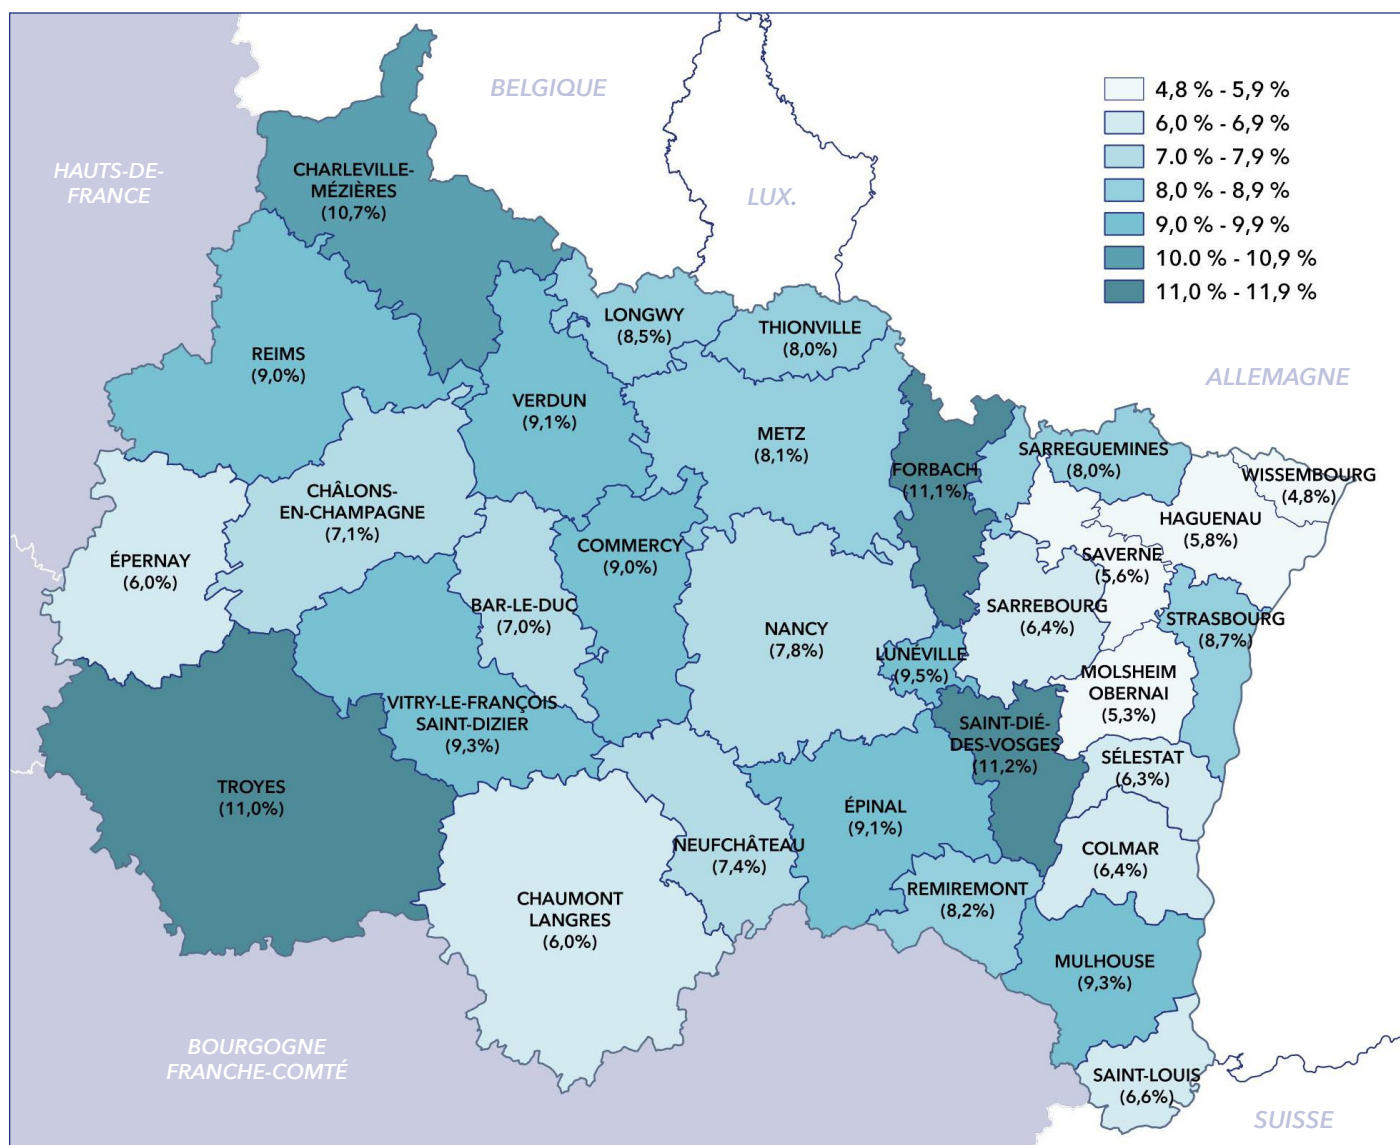 BELGIQUE
HAUTS-DE-
FRANCE
LUX.
ALLEMAGNE
4,8 % - 5,9 %
6,0 % - 6,9 %
7.0 % - 7,9 %
8,0 % - 8,9 %
9,0 % - 9,9 %
10.0 % - 10,9 %
11,0 % - 11,9 %
CHARLEVILLE-
MÉZIÈRES
(10,7%)
REIMS
(9,0%)
LONGWY
(8,5%)
THIONVILLE
(8,0%)
VERDUN
(9,1%)
METZ
(8,1%)
FORBACH
(11,1%)
SARREGUEMINES
(8,0%)
WISSEMBOURG
(4,8%)
CHÂLONS-
EN-CHAMPAGNE
(7,1%)
HAGUENAU
(5,8%)
ÉPERNAY
(6,0%)
COMMERCY
(9,0%)
SAVERNE
(5,6%)
BAR-LE-DUC
(7,0%)
NANCY
(7,8%)
SARREBOURG
(6,4%)
STRASBOURG
(8,7%)
LUNÉVILLE
(9,5%)
MOLSHEIM
OBERNAI
(5,3%)
VITRY-LE-FRANÇOIS
SAINT-DIZIER
(9,3%)
SAINT-DIÉ-
DES-VOSGES
(11,2%)
SÉLESTAT
(6,3%)
TROYES
(11,0%)
ÉPINAL
(9,1%)
NEUFCHÂTEAU
(7,4%)
COLMAR
(6,4%)
CHAUMONT
LANGRES
(6,0%)
REMIREMONT
(8,2%)
MULHOUSE
(9,3%)
BOURGOGNE
FRANCHE-COMTÉ
SAINT-LOUIS
(6,6%)
SUISSE